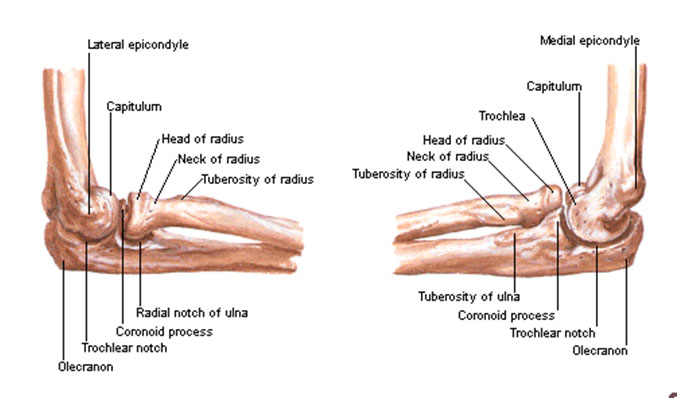 Lateral epicondyle
Capitulum
Head of radius
Neck of radius
Tuberosity of radius
Radial notch of ulna
Coronoid process
Trochlear notch
Olecranon
Medial epicondyle
Capitulum
Trochlea
Head of radius
Neck of radius
Tuberosity of radius
Tuberosity of ulna
Coronoid process
Trochlear notch
Olecranon